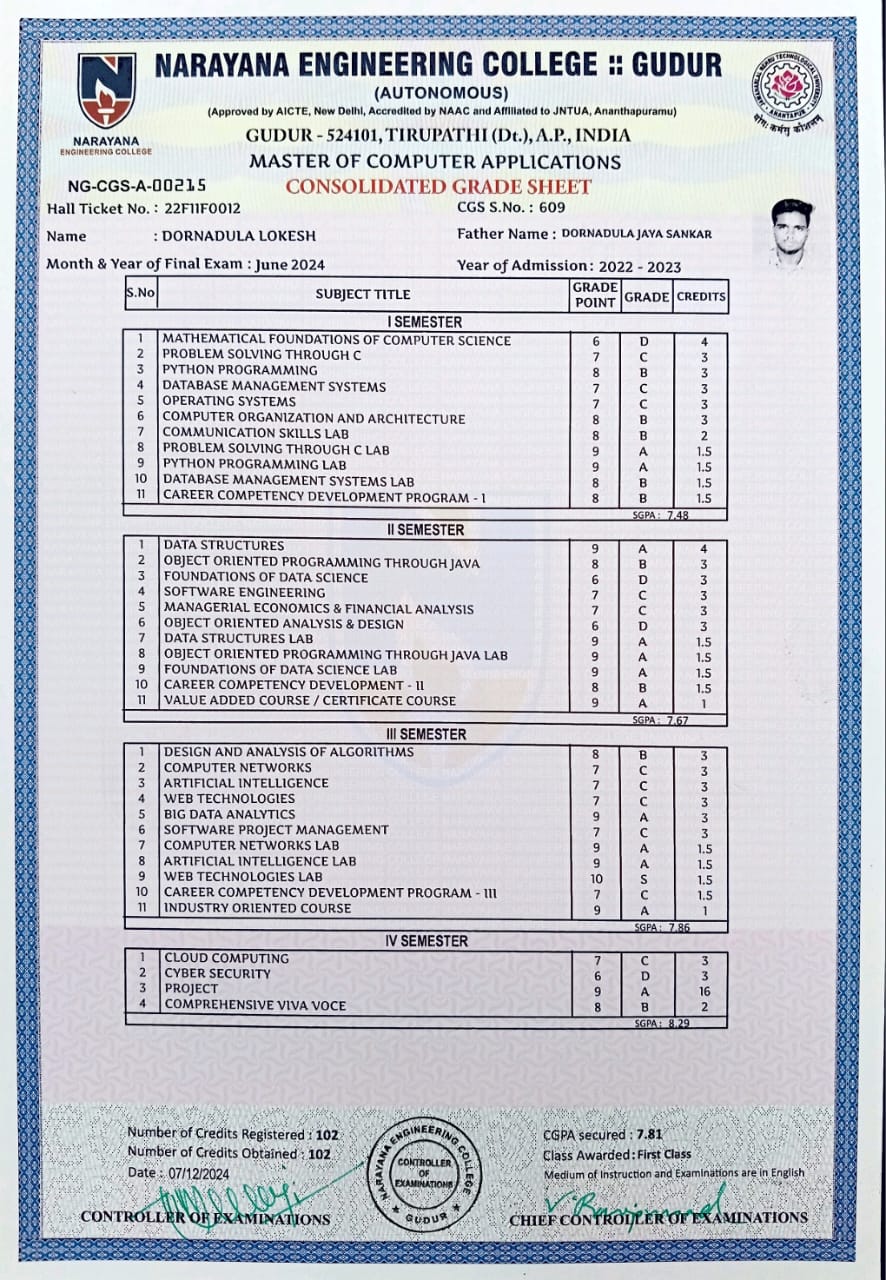 NARAYANA ENGINEERING COLLEGE :: GUDUR
(AUTONOMOUS)
(Approved by AICTE, New Delhi, Accredited by NAAC and Affiliated to JNTUA, Ananthapuramu)
NARAYANA
ENGINEERING COLLEGE
JAWAHARLAL NEHRU TECHNOLOGICAL UNIVERSITY
ANANTAPUR
योगः कर्मसु कौशलम्
GUDUR - 524101, TIRUPATHI (Dt.), A.P., INDIA
MASTER OF COMPUTER APPLICATIONS
NG-CGS-A-00215
CONSOLIDATED GRADE SHEET
Hall Ticket No. : 22F11F0012 CGS S.No. : 609
Name : DORNADULA LOKESH Father Name : DORNADULA JAYA SANKAR
Month & Year of Final Exam : June 2024 Year of Admission : 2022 - 2023
S.No SUBJECT TITLE GRADE POINT GRADE CREDITS
I SEMESTER
1 MATHEMATICAL FOUNDATIONS OF COMPUTER SCIENCE 6 D 4
2 PROBLEM SOLVING THROUGH C 7 C 3
3 PYTHON PROGRAMMING 8 B 3
4 DATABASE MANAGEMENT SYSTEMS 7 C 3
5 OPERATING SYSTEMS 7 C 3
6 COMPUTER ORGANIZATION AND ARCHITECTURE 8 B 3
7 COMMUNICATION SKILLS LAB 8 B 2
8 PROBLEM SOLVING THROUGH C LAB 9 A 1.5
9 PYTHON PROGRAMMING LAB 9 A 1.5
10 DATABASE MANAGEMENT SYSTEMS LAB 8 B 1.5
11 CAREER COMPETENCY DEVELOPMENT PROGRAM - I 8 B 1.5
SGPA : 7.48
II SEMESTER
1 DATA STRUCTURES 9 A 4
2 OBJECT ORIENTED PROGRAMMING THROUGH JAVA 8 B 3
3 FOUNDATIONS OF DATA SCIENCE 6 D 3
4 SOFTWARE ENGINEERING 7 C 3
5 MANAGERIAL ECONOMICS & FINANCIAL ANALYSIS 7 C 3
6 OBJECT ORIENTED ANALYSIS & DESIGN 6 D 3
7 DATA STRUCTURES LAB 9 A 1.5
8 OBJECT ORIENTED PROGRAMMING THROUGH JAVA LAB 9 A 1.5
9 FOUNDATIONS OF DATA SCIENCE LAB 9 A 1.5
10 CAREER COMPETENCY DEVELOPMENT - II 8 B 1.5
11 VALUE ADDED COURSE / CERTIFICATE COURSE 9 A 1
SGPA : 7.67
III SEMESTER
1 DESIGN AND ANALYSIS OF ALGORITHMS 8 B 3
2 COMPUTER NETWORKS 7 C 3
3 ARTIFICIAL INTELLIGENCE 7 C 3
4 WEB TECHNOLOGIES 7 C 3
5 BIG DATA ANALYTICS 9 A 3
6 SOFTWARE PROJECT MANAGEMENT 7 C 3
7 COMPUTER NETWORKS LAB 9 A 1.5
8 ARTIFICIAL INTELLIGENCE LAB 9 A 1.5
9 WEB TECHNOLOGIES LAB 10 S 1.5
10 CAREER COMPETENCY DEVELOPMENT PROGRAM - III 7 C 1.5
11 INDUSTRY ORIENTED COURSE 9 A 1
SGPA : 7.86
IV SEMESTER
1 CLOUD COMPUTING 7 C 3
2 CYBER SECURITY 6 D 3
3 PROJECT 9 A 16
4 COMPREHENSIVE VIVA VOCE 8 B 2
SGPA : 8.29
Number of Credits Registered : 102 CGPA secured : 7.81
Number of Credits Obtained : 102 Class Awarded : First Class
Date : 07/12/2024 Medium of Instruction and Examinations are in English
NARAYANA ENGINEERING COLLEGE
CONTROLLER
OF
EXAMINATIONS
GUDUR
CONTROLLER OF EXAMINATIONS CHIEF CONTROLLER OF EXAMINATIONS